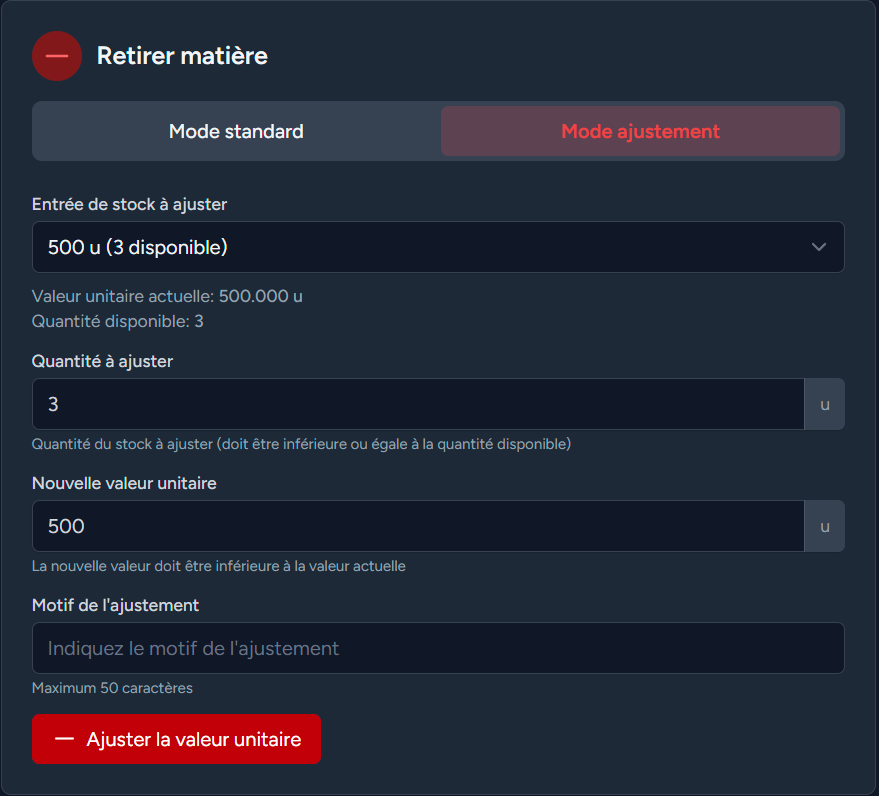 Retirer matière
Mode standard
Mode ajustement
Entrée de stock à ajuster
500 u (3 disponible)
Valeur unitaire actuelle: 500.000 u
Quantité disponible: 3
Quantité à ajuster
3 u
Quantité du stock à ajuster (doit être inférieure ou égale à la quantité disponible)
Nouvelle valeur unitaire
500 u
La nouvelle valeur doit être inférieure à la valeur actuelle
Motif de l'ajustement
Indiquez le motif de l'ajustement
Maximum 50 caractères
Ajuster la valeur unitaire